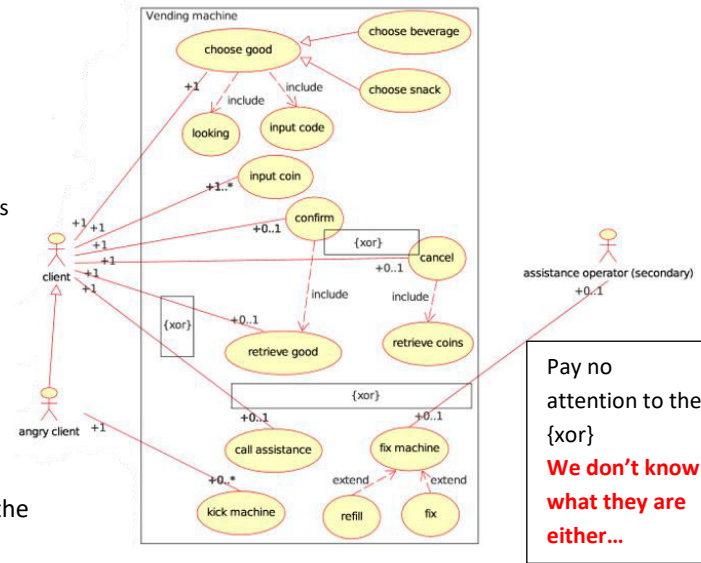 Vending machine
choose beverage
choose good
+1
include
include
choose snack
looking
input code
input coin
+1..*
s
confirm
+0..1
{xor}
cancel
+0..1
+1
+1
+1
+1
+1
+1
client
assistance operator (secondary)
+0..1
include
include
{xor}
+0..1
retrieve good
retrieve coins
{xor}
+0..1
+0..1
angry client
+1
call assistance
fix machine
+0..*
extend
extend
kick machine
refill
fix
the
Pay no
attention to the
{xor}
We don’t know
what they are
either…